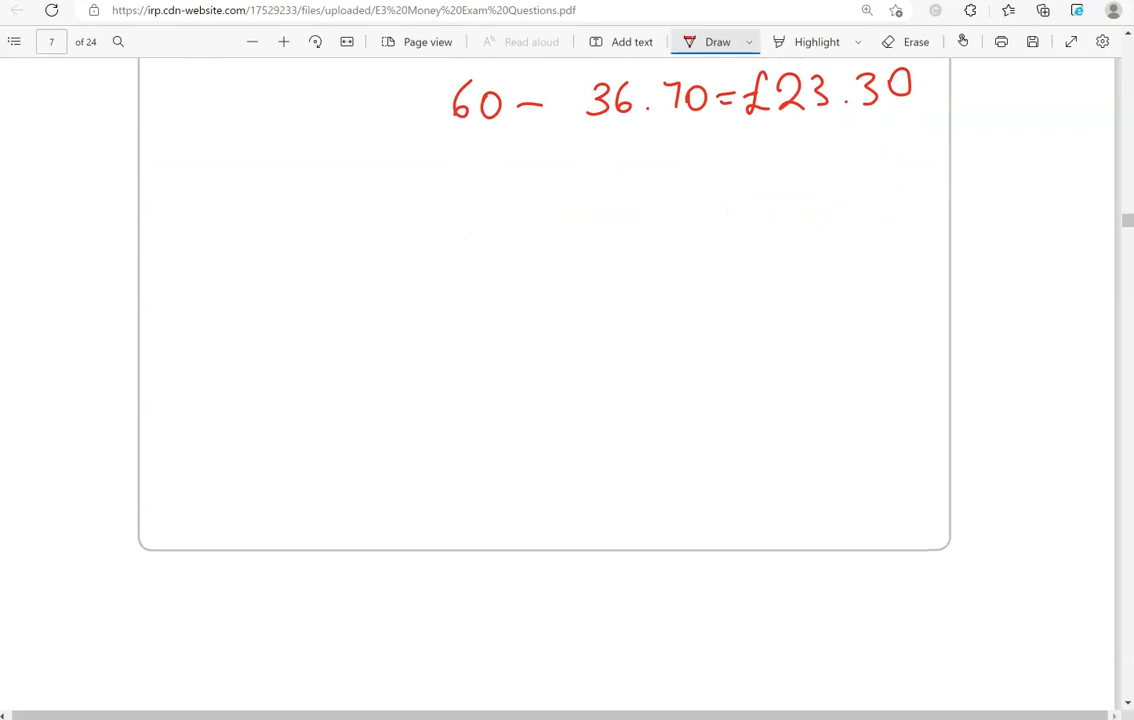 https://irp.cdn-website.com/17529233/files/uploaded/E3%20Money%20Exam%20Questions.pdf
7 of 24 Page view Read aloud Add text Draw Highlight Erase
60 - 36.70 = £23.30